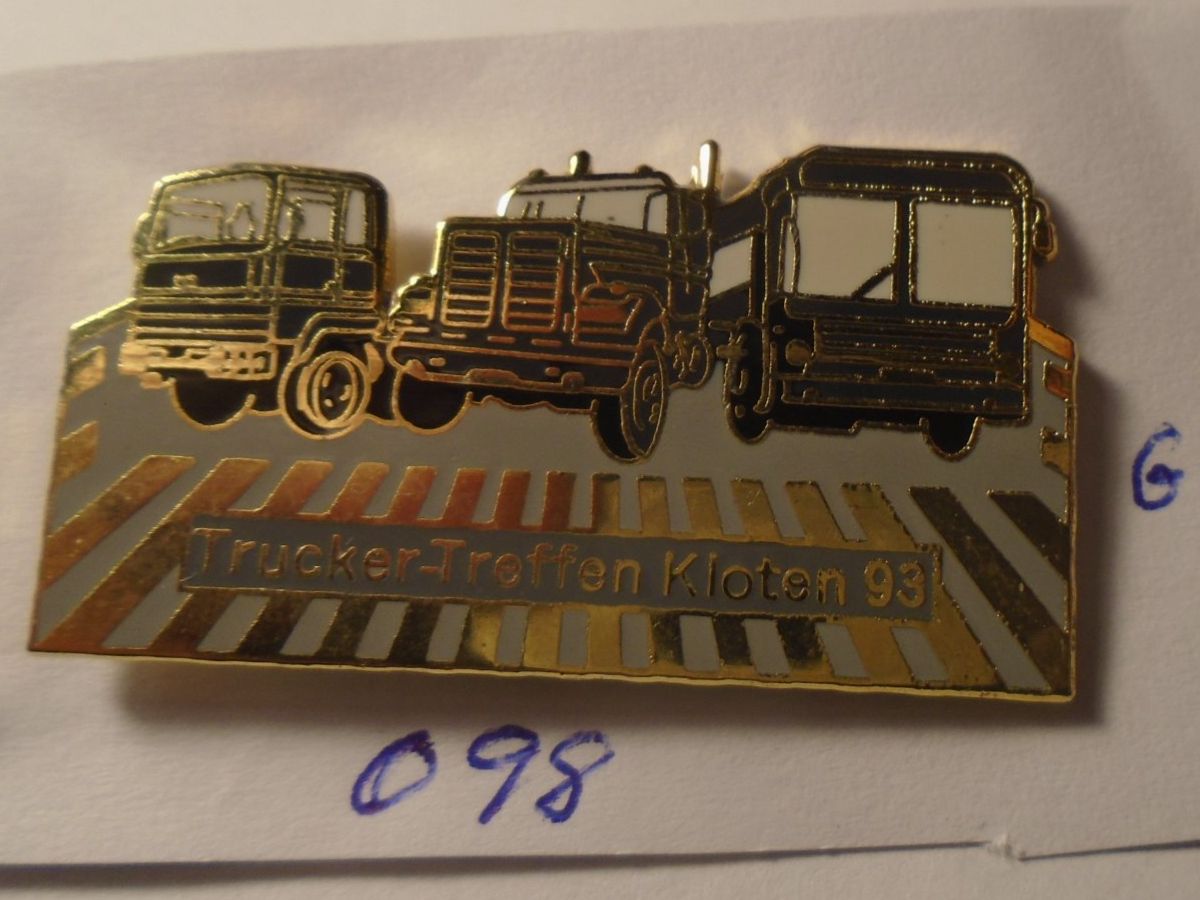 G
Trucker-Treffen Kloten 93
098